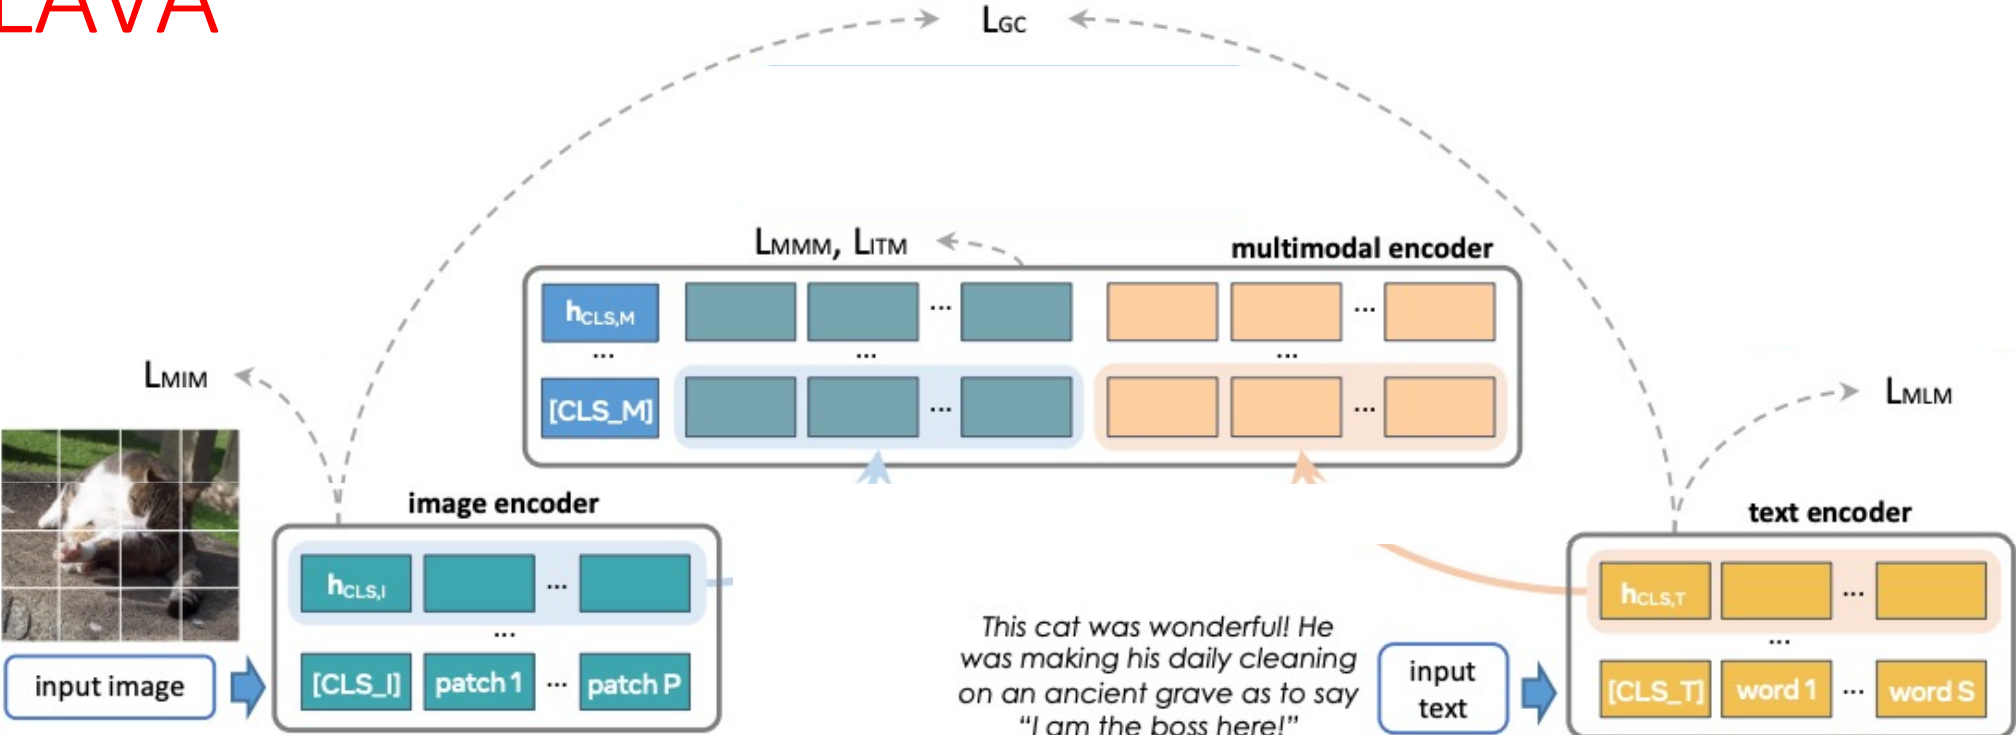 LAVA
LGC
LMMM, LITM
multimodal encoder
hCLS,M
...
...
...
...
...
[CLS_M]
...
...
LMIM
LMLM
image encoder
text encoder
hCLS,I
...
hCLS,T
...
...
...
[CLS_I]
patch 1
...
patch P
[CLS_T]
word 1
...
word S
input image
This cat was wonderful! He
was making his daily cleaning
on an ancient grave as to say
“I am the boss here!”
input
text